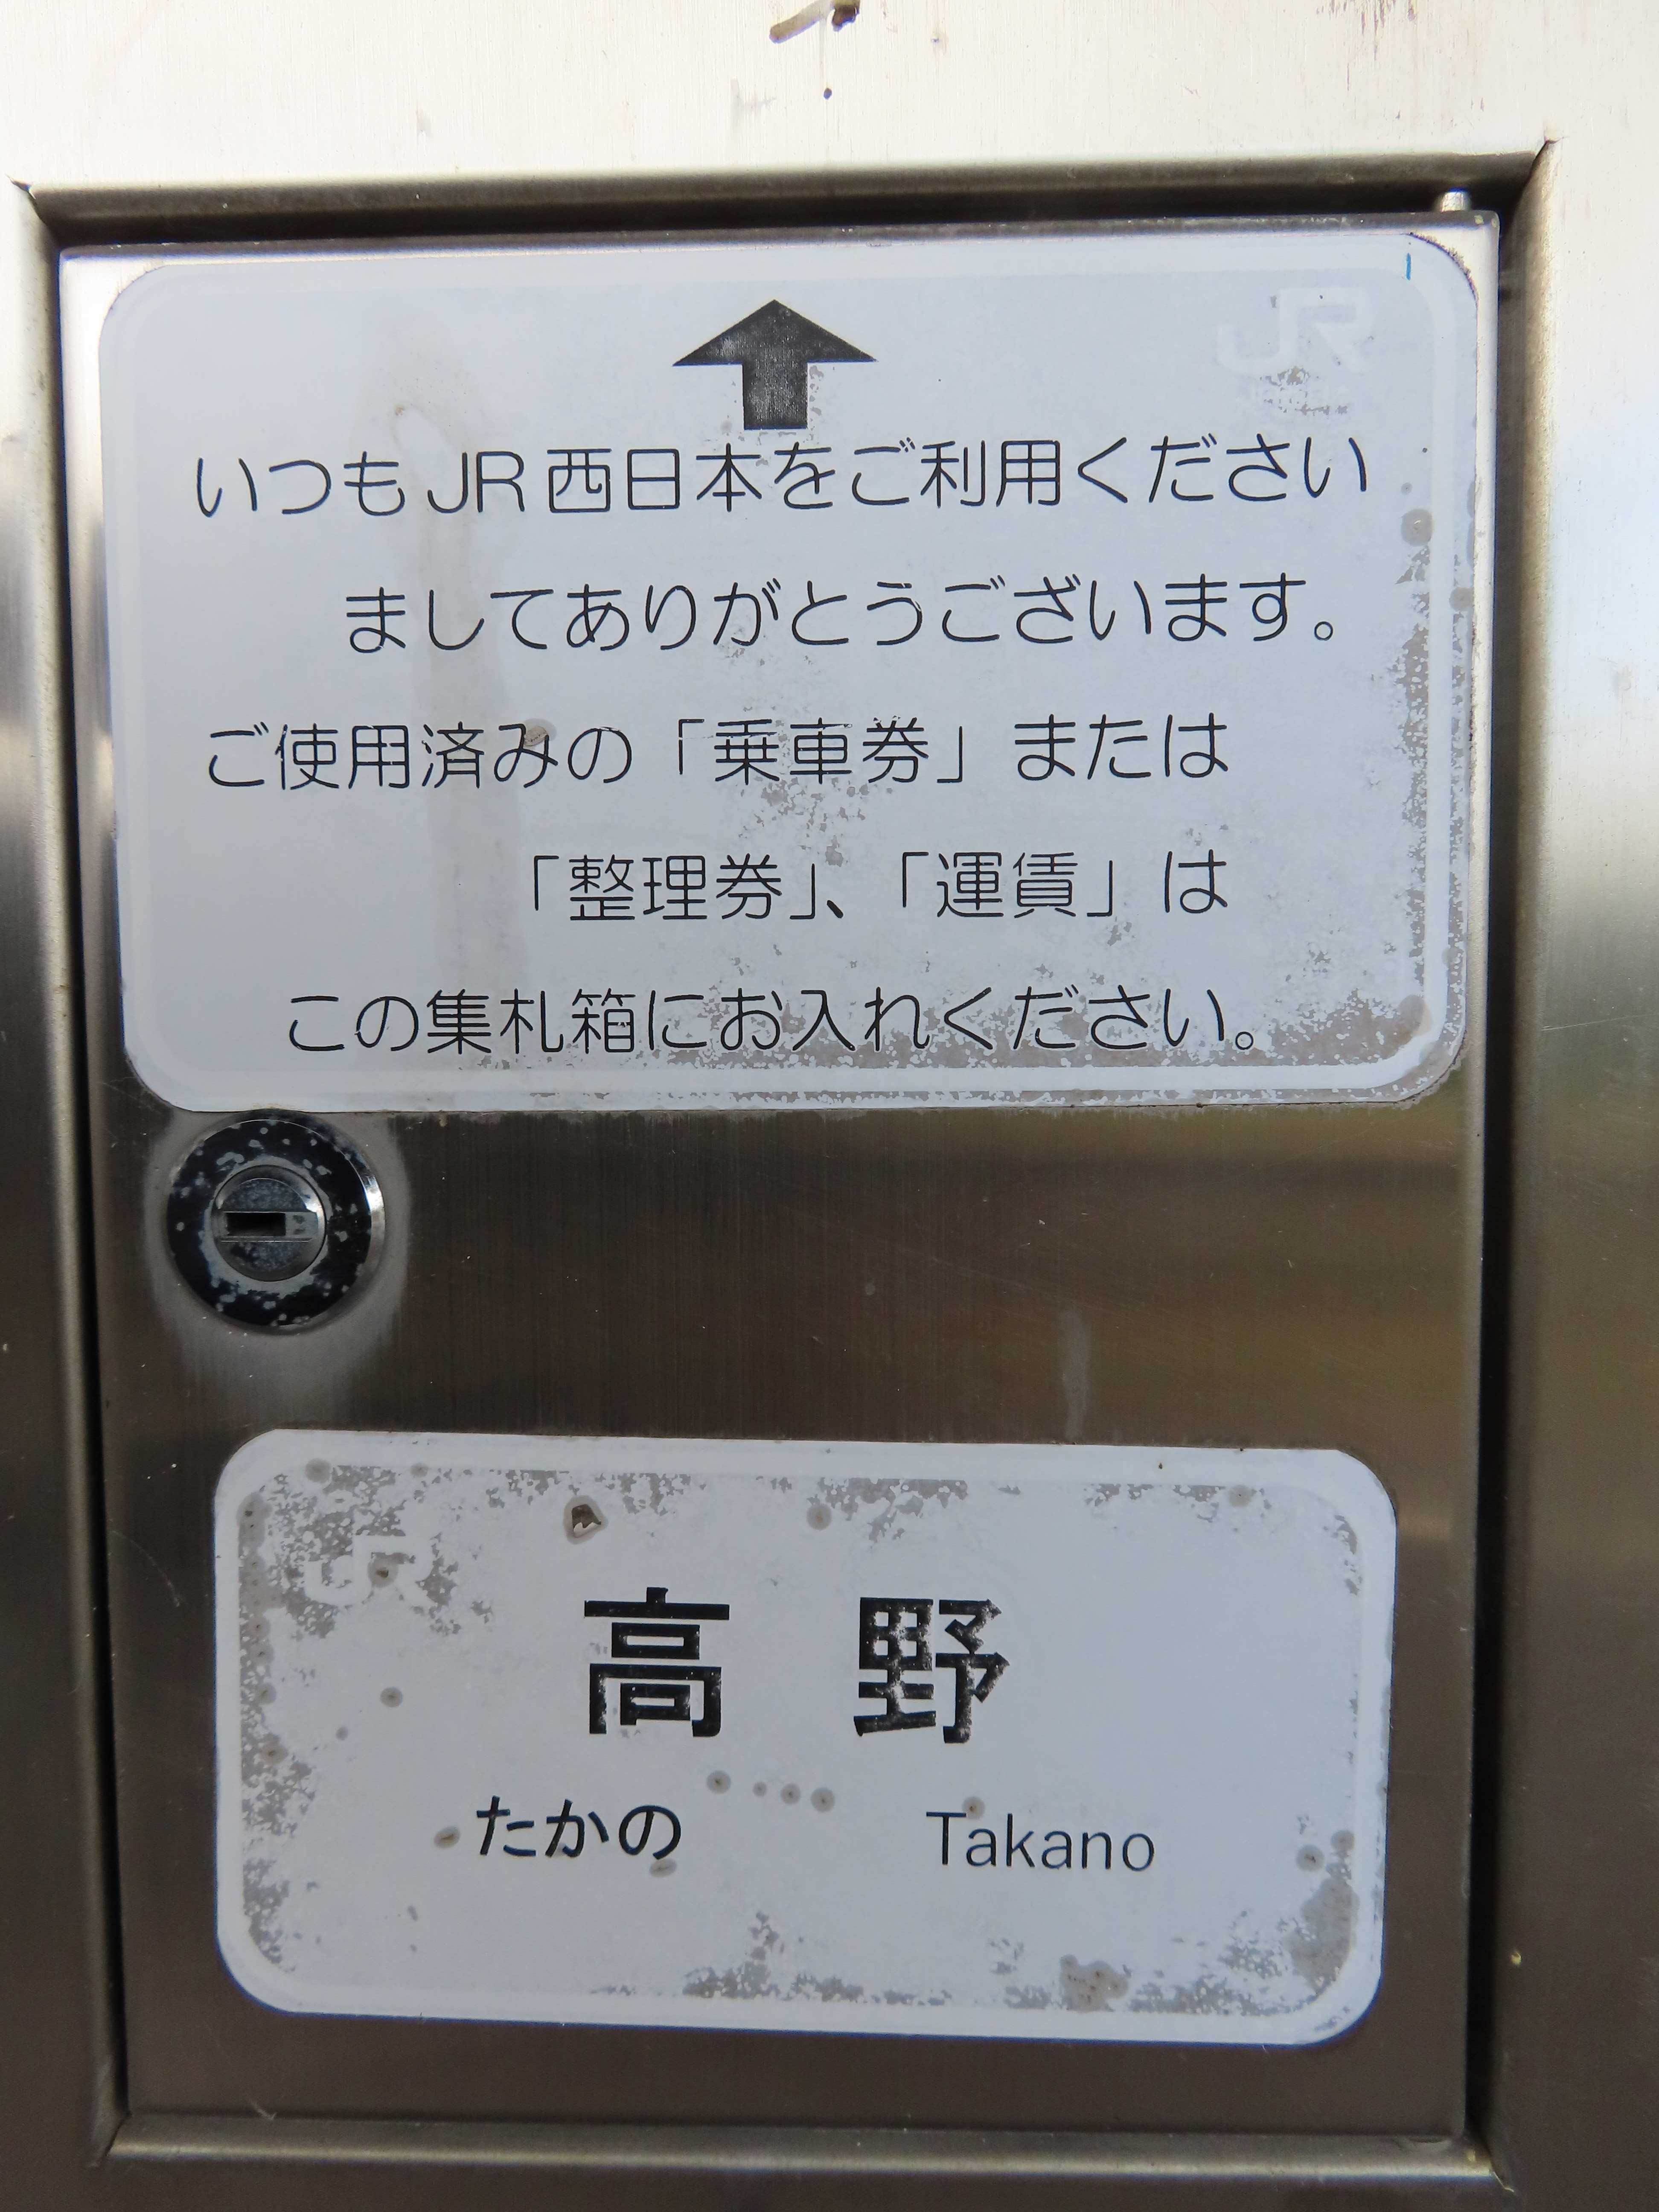 JR
いつもJR西日本をご利用ください
ましてありがとうございます。
ご使用済みの「乗車券」または
「整理券」、「運賃」は
この集札箱にお入れください。
JR
高野
たかの Takano